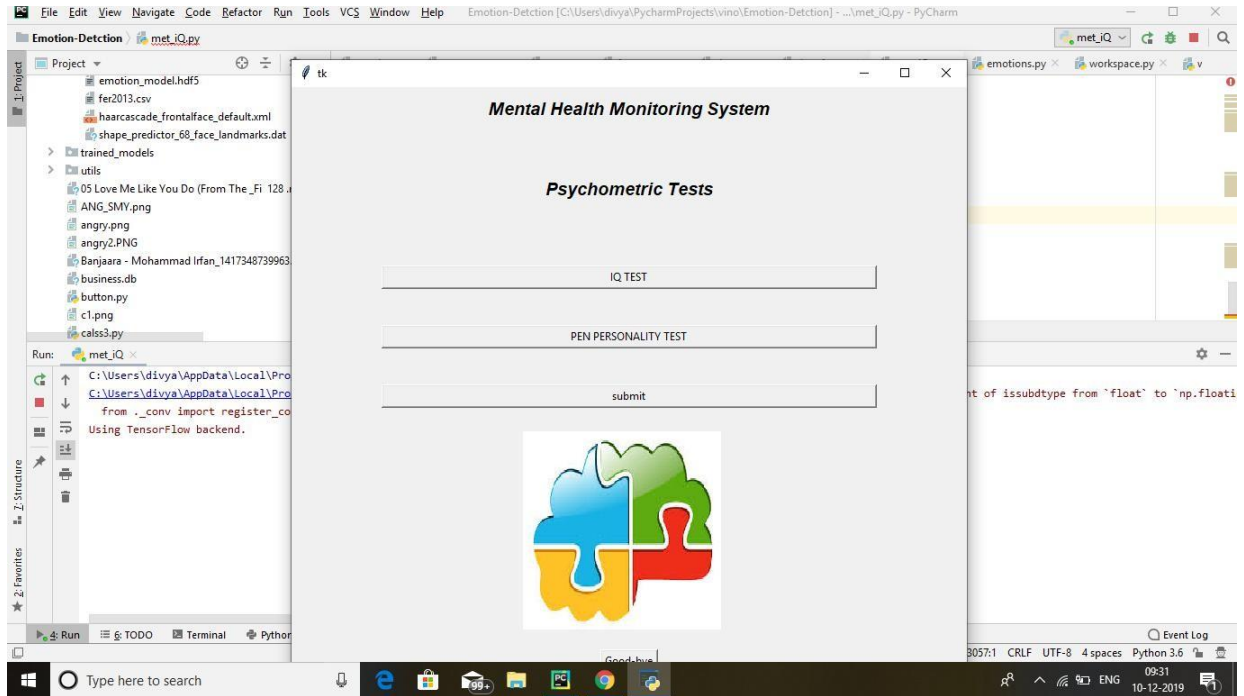 File Edit View Navigate Code Refactor Run Tools VCS Window Help Emotion-Detction [C:\Users\divya\PycharmProjects\vino\Emotion-Detction] - ...\met_iQ.py - PyCharm
Emotion-Detction met_iQ.py
met_iQ
1: Project
Project
emotions.py
workspace.py
v
emotion_model.hdf5
fer2013.csv
haarcascade_frontalface_default.xml
shape_predictor_68_face_landmarks.dat
trained_models
utils
05 Love Me Like You Do (From The _Fi 128 .
ANG_SMY.png
angry.png
angry2.PNG
Banjaara - Mohammad Irfan_1417348739963.
business.db
button.py
c1.png
calss3.py
tk
Mental Health Monitoring System
Psychometric Tests
IQ TEST
PEN PERSONALITY TEST
submit
Good-bye
Run: met_iQ
C:\Users\divya\AppData\Local\Pro
C:\Users\divya\AppData\Local\Pro
nt of issubdtype from `float` to `np.floati
from ._conv import register_co
Using TensorFlow backend.
Z: Structure
2: Favorites
4: Run 6: TODO Terminal Python
Event Log
3057:1 CRLF UTF-8 4 spaces Python 3.6
Type here to search
99+
PC
ENG
09:31
10-12-2019
1